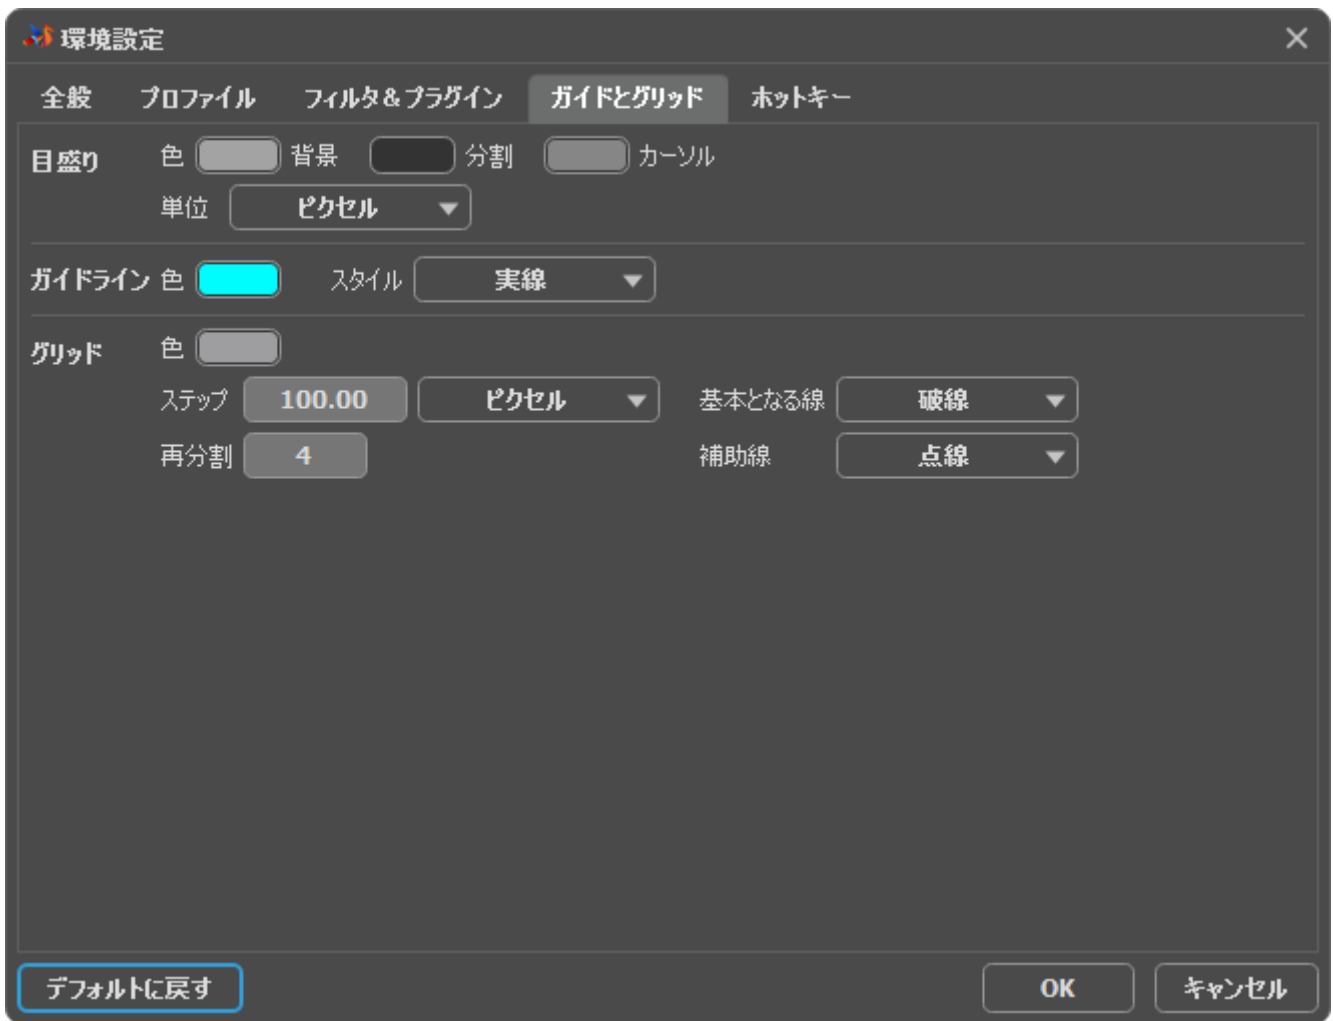 環境設定
全般 プロファイル フィルタ&プラグイン ガイドとグリッド ホットキー
目盛り 色 背景 分割 カーソル
単位 ピクセル
ガイドライン 色 スタイル 実線
グリッド 色
ステップ 100.00 ピクセル 基本となる線 破線
再分割 4 補助線 点線
デフォルトに戻す OK キャンセル